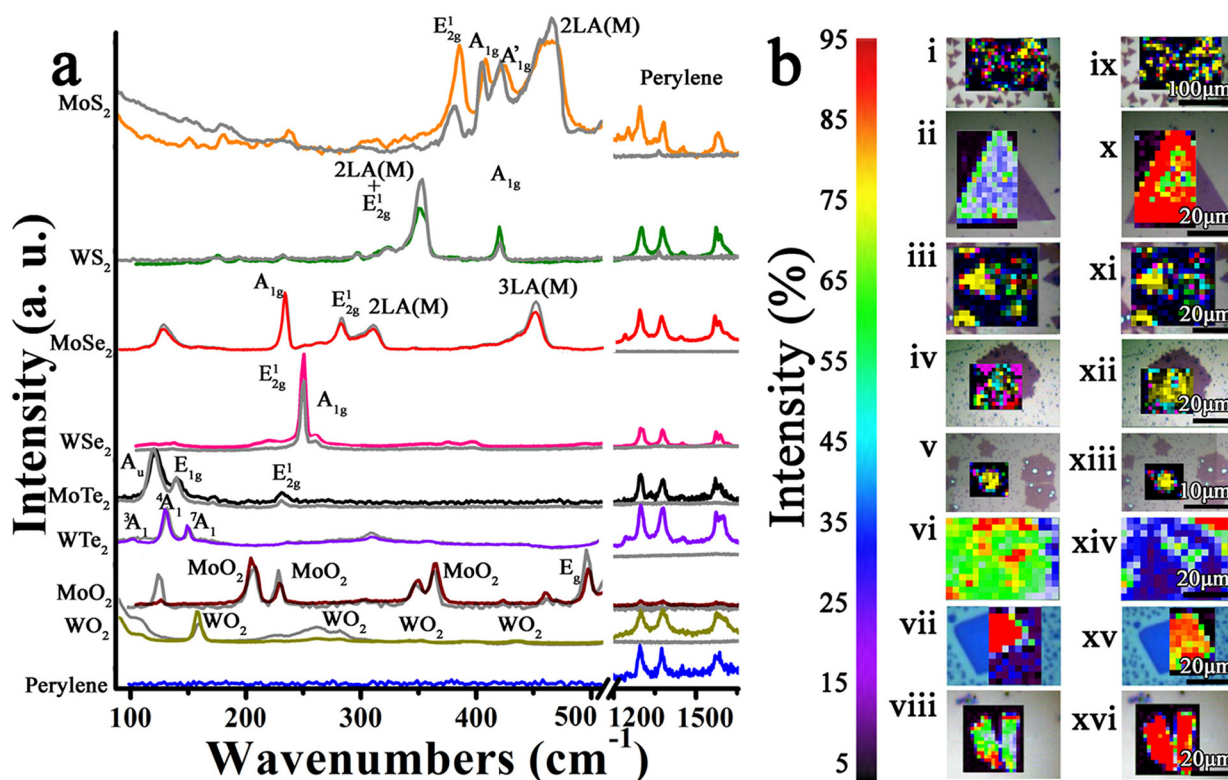 a
Intensity (a. u.)
E¹₂g
A₁g
A'₁g
2LA(M)
MoS₂
Perylene
2LA(M)
+
E¹₂g
A₁g
WS₂
A₁g
E¹₂g
2LA(M)
3LA(M)
MoSe₂
E¹₂g
A₁g
WSe₂
Aᵤ
E₁g
E¹₂g
MoTe₂
³A₁
⁴A₁
⁷A₁
WTe₂
MoO₂
MoO₂
MoO₂
Eg
MoO₂
WO₂
WO₂
WO₂
WO₂
WO₂
Perylene
100 200 300 400 500 1200 1500
Wavenumbers (cm⁻¹)
b
Intensity (%)
95
85
75
65
55
45
35
25
15
5
i
ix
100μm
ii
x
20μm
iii
xi
20μm
iv
xii
20μm
v
xiii
10μm
vi
xiv
20μm
vii
xv
20μm
viii
xvi
20μm